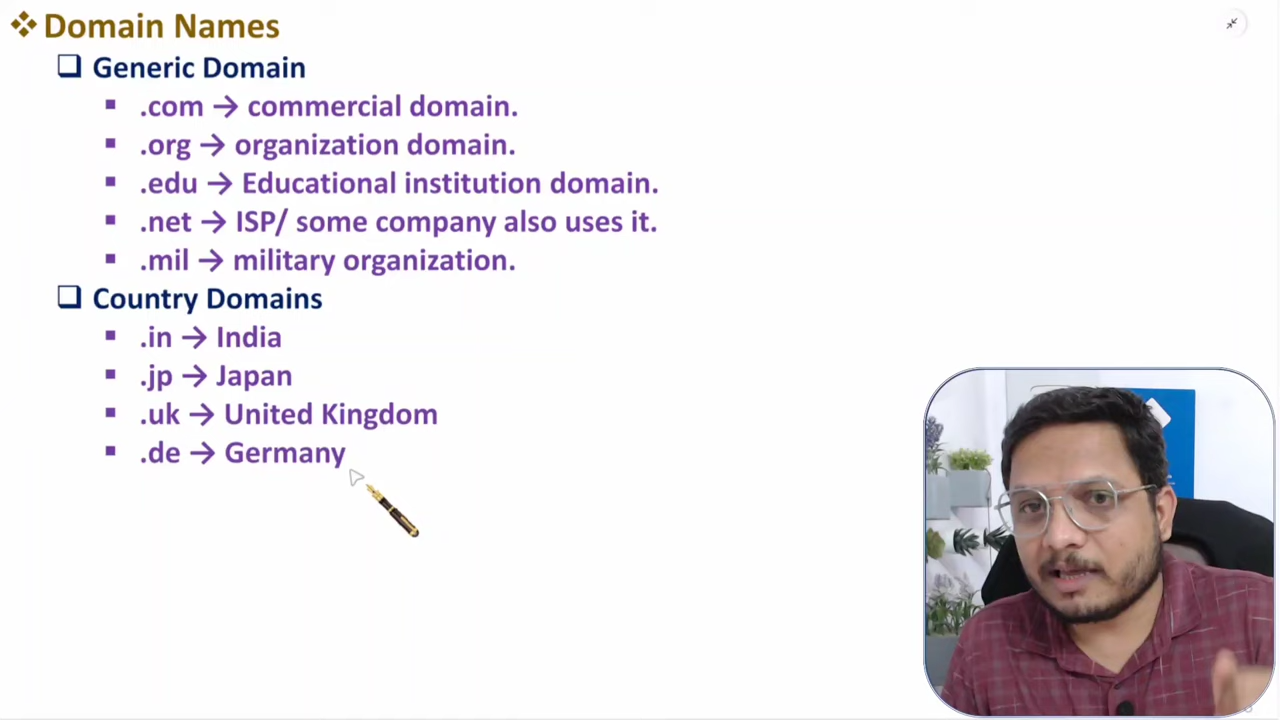 ❖ Domain Names
❑ Generic Domain
▪ .com → commercial domain.
▪ .org → organization domain.
▪ .edu → Educational institution domain.
▪ .net → ISP/ some company also uses it.
▪ .mil → military organization.
❑ Country Domains
▪ .in → India
▪ .jp → Japan
▪ .uk → United Kingdom
▪ .de → Germany